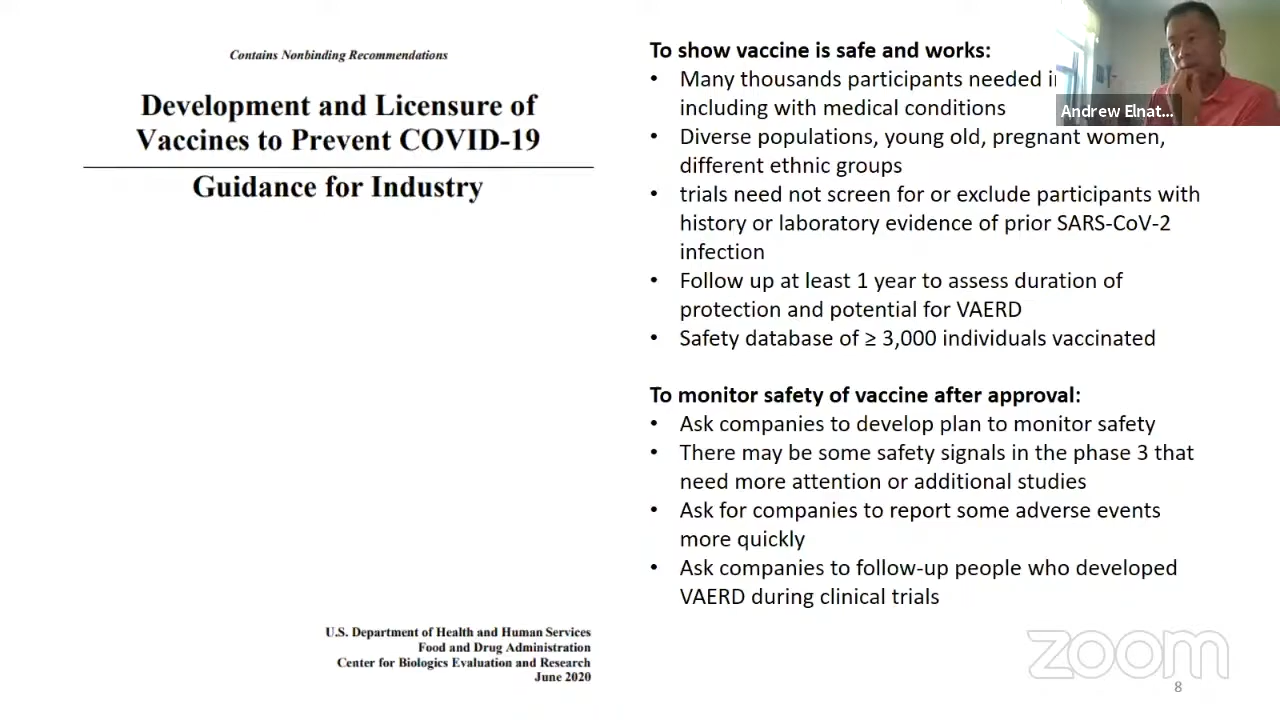 Contains Nonbinding Recommendations
Development and Licensure of
Vaccines to Prevent COVID-19
Guidance for Industry
U.S. Department of Health and Human Services
Food and Drug Administration
Center for Biologics Evaluation and Research
June 2020
To show vaccine is safe and works:
• Many thousands participants needed
including with medical conditions
• Diverse populations, young old, pregnant women,
different ethnic groups
• trials need not screen for or exclude participants with
history or laboratory evidence of prior SARS-CoV-2
infection
• Follow up at least 1 year to assess duration of
protection and potential for VAERD
• Safety database of ≥ 3,000 individuals vaccinated
To monitor safety of vaccine after approval:
• Ask companies to develop plan to monitor safety
• There may be some safety signals in the phase 3 that
need more attention or additional studies
• Ask for companies to report some adverse events
more quickly
• Ask companies to follow-up people who developed
VAERD during clinical trials
Andrew Elnat...
zoom
8